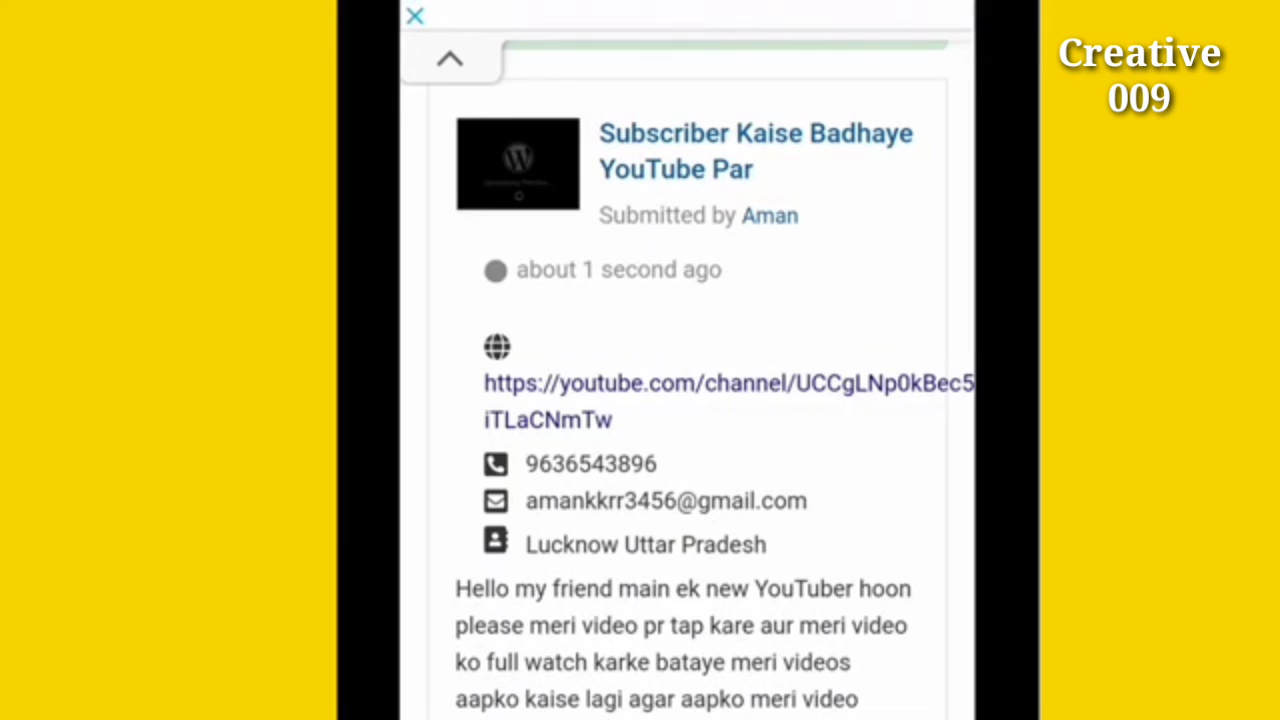 Creative
009
Subscriber Kaise Badhaye
YouTube Par
Submitted by Aman
about 1 second ago
https://youtube.com/channel/UCCgLNp0kBec5
iTLaCNmTw
9636543896
amankkrr3456@gmail.com
Lucknow Uttar Pradesh
Hello my friend main ek new YouTuber hoon
please meri video pr tap kare aur meri video
ko full watch karke bataye meri videos
aapko kaise lagi agar aapko meri video